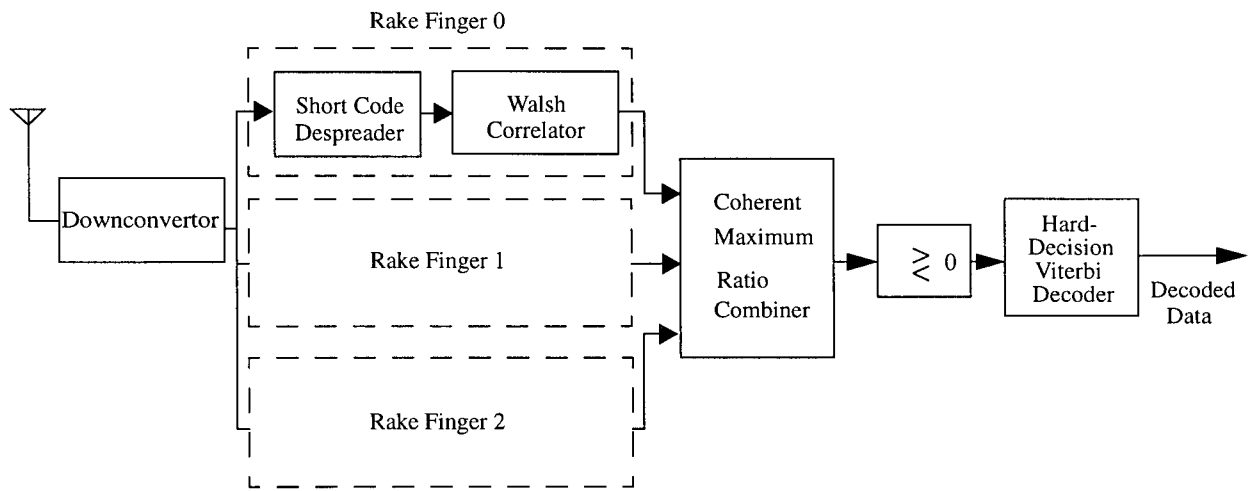 Rake Finger 0
Short Code
Despreader
Walsh
Correlator
Downconvertor
Rake Finger 1
Rake Finger 2
Coherent
Maximum
Ratio
Combiner
≷ 0
Hard-
Decision
Viterbi
Decoder
Decoded
Data